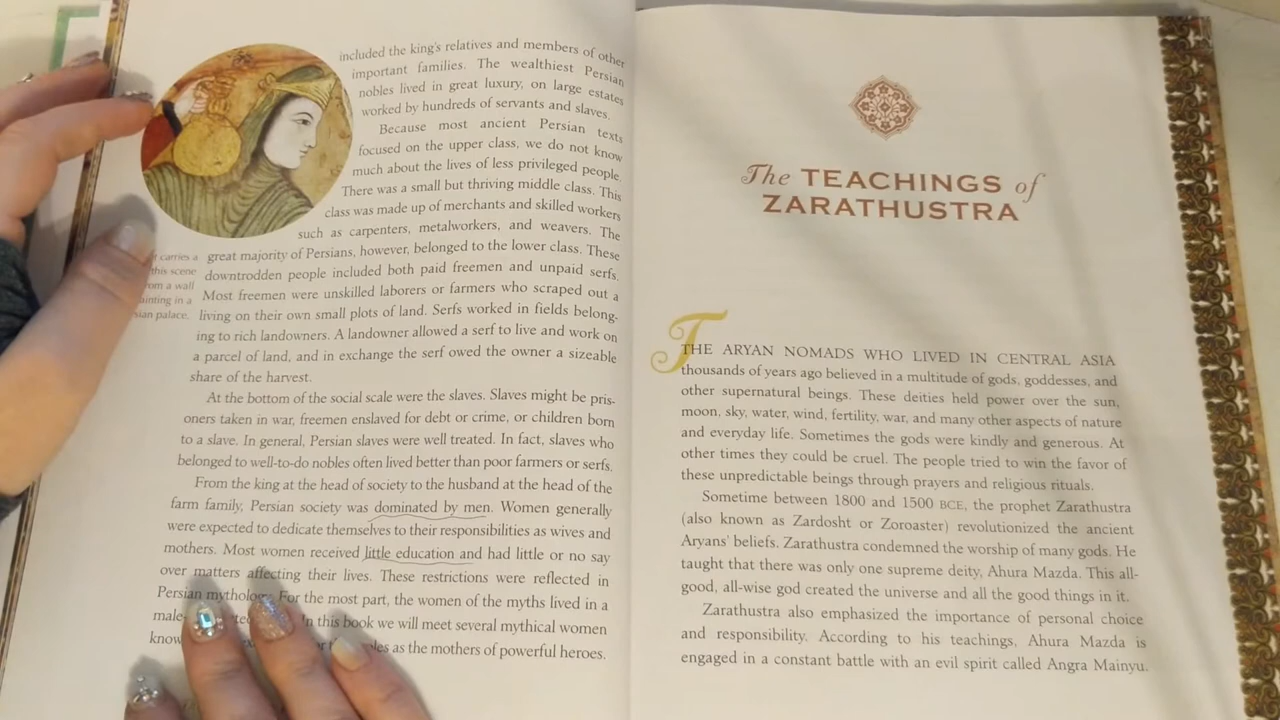 included the king's relatives and members of other
important families. The wealthiest Persian
nobles lived in great luxury, on large estates
worked by hundreds of servants and slaves.
Because most ancient Persian texts
focused on the upper class, we do not know
much about the lives of less privileged people.
There was a small but thriving middle class. This
class was made up of merchants and skilled workers
such as carpenters, metalworkers, and weavers. The
great majority of Persians, however, belonged to the lower class. These
downtrodden people included both paid freemen and unpaid serfs.
Most freemen were unskilled laborers or farmers who scraped out a
living on their own small plots of land. Serfs worked in fields belong-
ing to rich landowners. A landowner allowed a serf to live and work on
a parcel of land, and in exchange the serf owed the owner a sizeable
share of the harvest.
At the bottom of the social scale were the slaves. Slaves might be pris-
oners taken in war, freemen enslaved for debt or crime, or children born
to a slave. In general, Persian slaves were well treated. In fact, slaves who
belonged to well-to-do nobles often lived better than poor farmers or serfs.
From the king at the head of society to the husband at the head of the
farm family, Persian society was dominated by men. Women generally
were expected to dedicate themselves to their responsibilities as wives and
mothers. Most women received little education and had little or no say
over matters affecting their lives. These restrictions were reflected in
Persian mythology. For the most part, the women of the myths lived in a
male- In this book we will meet several mythical women
know as the mothers of powerful heroes.
carries a
this scene
from a wall
painting in a
palace.
The TEACHINGS of
ZARATHUSTRA
THE ARYAN NOMADS WHO LIVED IN CENTRAL ASIA
thousands of years ago believed in a multitude of gods, goddesses, and
other supernatural beings. These deities held power over the sun,
moon, sky, water, wind, fertility, war, and many other aspects of nature
and everyday life. Sometimes the gods were kindly and generous. At
other times they could be cruel. The people tried to win the favor of
these unpredictable beings through prayers and religious rituals.
Sometime between 1800 and 1500 BCE, the prophet Zarathustra
(also known as Zardosht or Zoroaster) revolutionized the ancient
Aryans' beliefs. Zarathustra condemned the worship of many gods. He
taught that there was only one supreme deity, Ahura Mazda. This all-
good, all-wise god created the universe and all the good things in it.
Zarathustra also emphasized the importance of personal choice
and responsibility. According to his teachings, Ahura Mazda is
engaged in a constant battle with an evil spirit called Angra Mainyu.